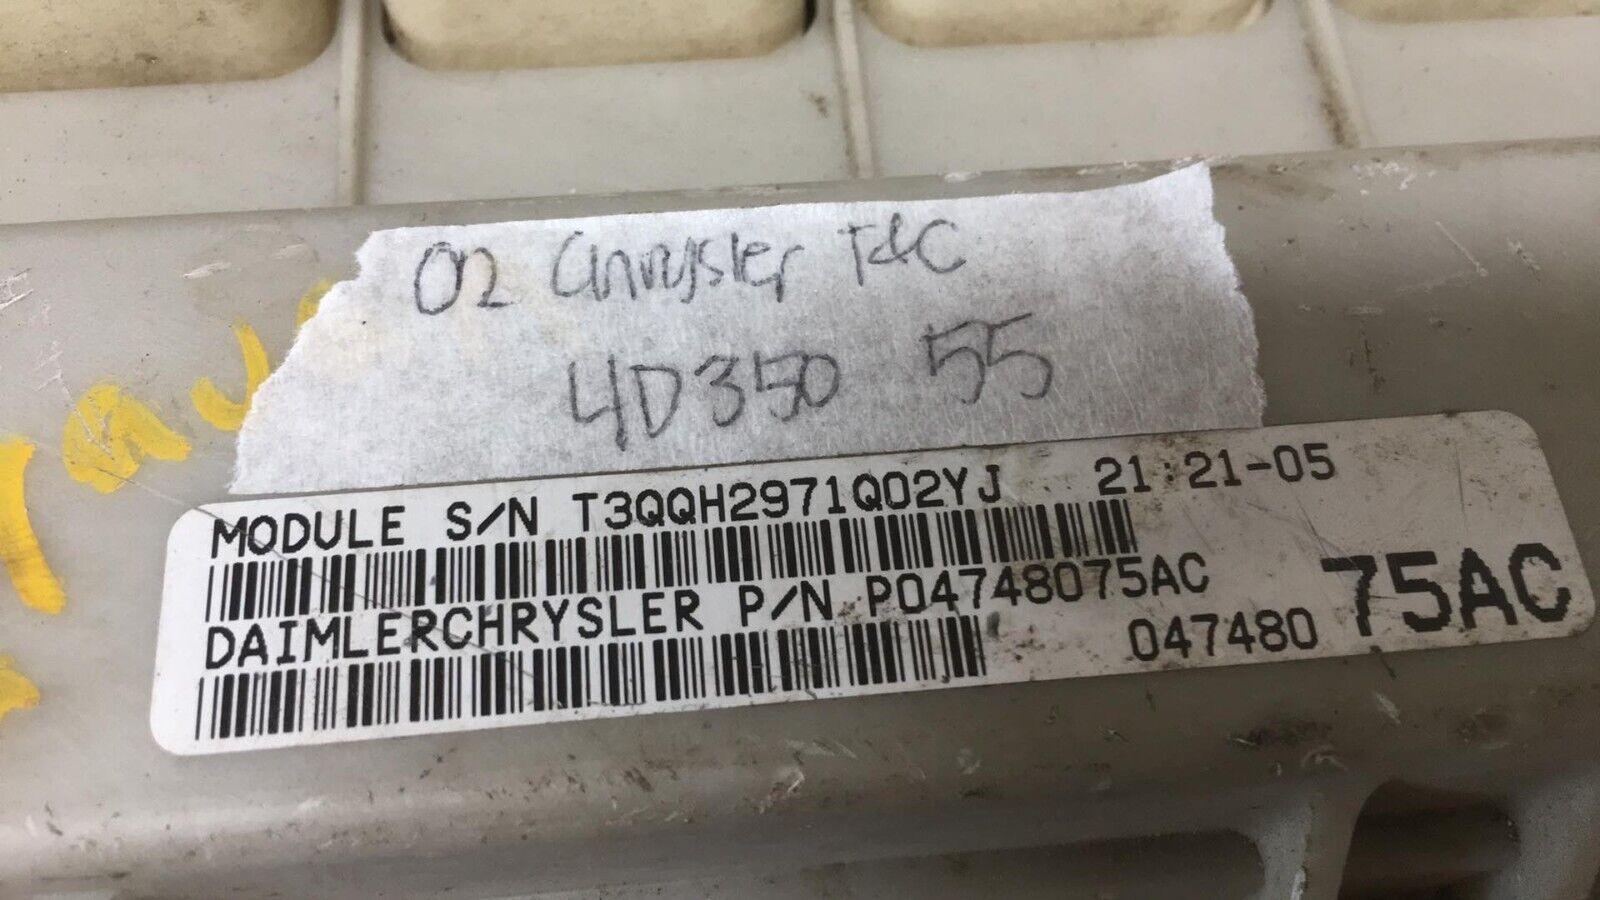 02 Chrysler T&C
4D350 55
MODULE S/N T3QQH2971Q02YJ 21:21-05
DAIMLERCHRYSLER P/N P04748075AC
047480 75AC